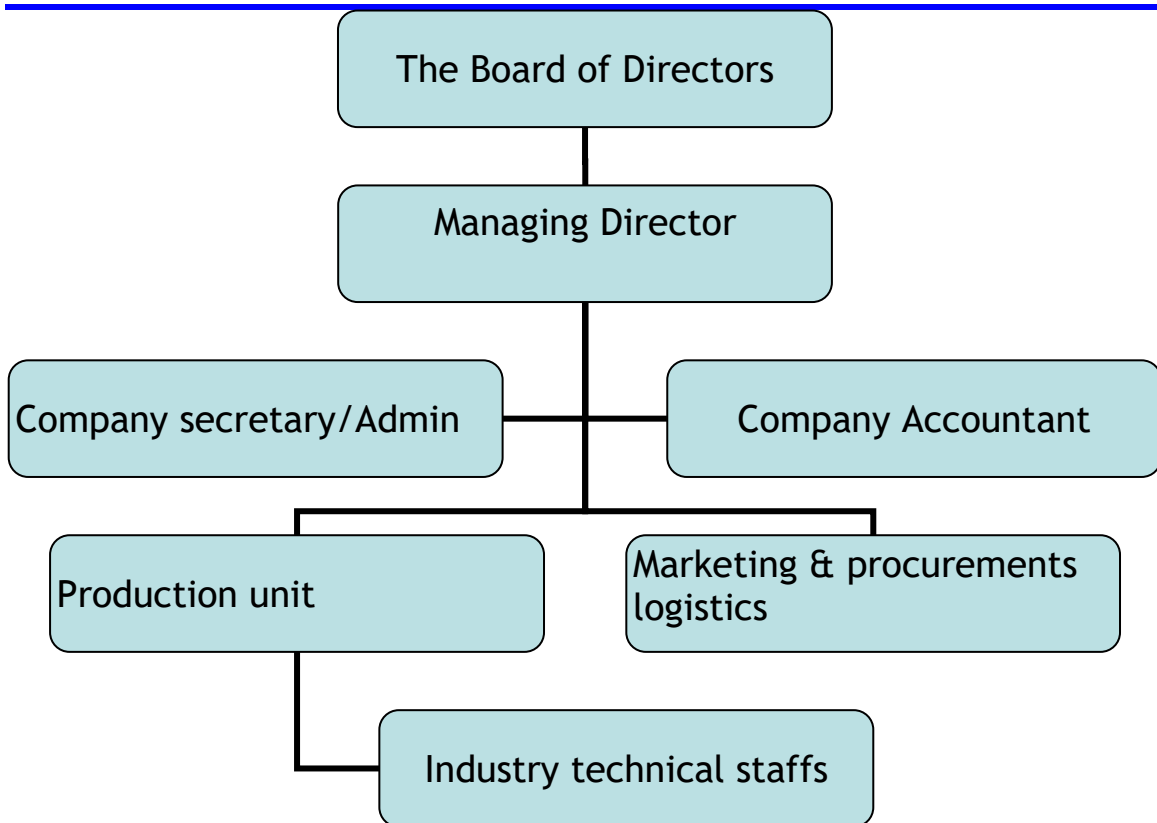 The Board of Directors
Managing Director
Company secretary/Admin
Company Accountant
Production unit
Marketing & procurements
logistics
Industry technical staffs